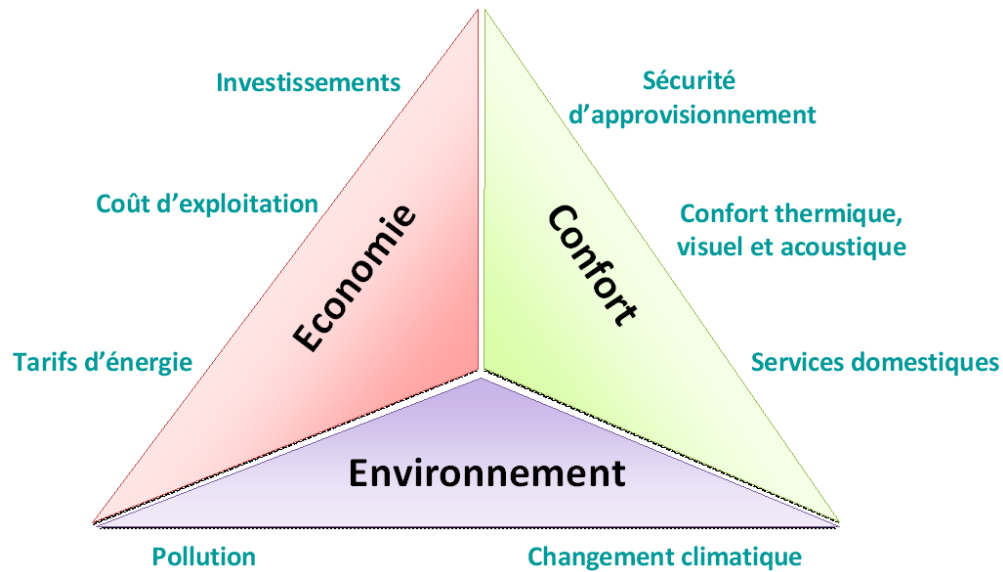 Investissements
Sécurité
d’approvisionnement
Coût d’exploitation
Confort thermique,
visuel et acoustique
Economie
Confort
Tarifs d’énergie
Services domestiques
Environnement
Pollution
Changement climatique